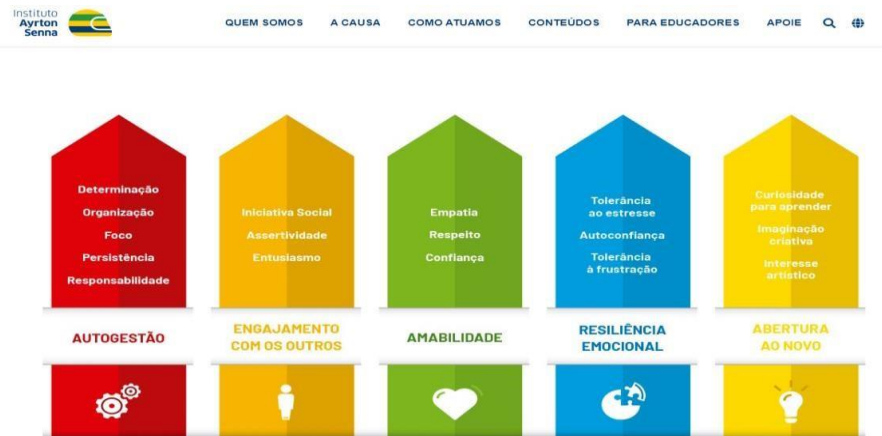 Instituto
Ayrton
Senna
QUEM SOMOS A CAUSA COMO ATUAMOS CONTEÚDOS PARA EDUCADORES APOIE
Determinação
Organização
Foco
Persistência
Responsabilidade
AUTOGESTÃO
Iniciativa Social
Assertividade
Entusiasmo
ENGAJAMENTO
COM OS OUTROS
Empatia
Respeito
Confiança
AMABILIDADE
Tolerância
ao estresse
Autoconfiança
Tolerância
à frustração
RESILIÊNCIA
EMOCIONAL
Curiosidade
para aprender
Imaginação
criativa
Interesse
artístico
ABERTURA
AO NOVO